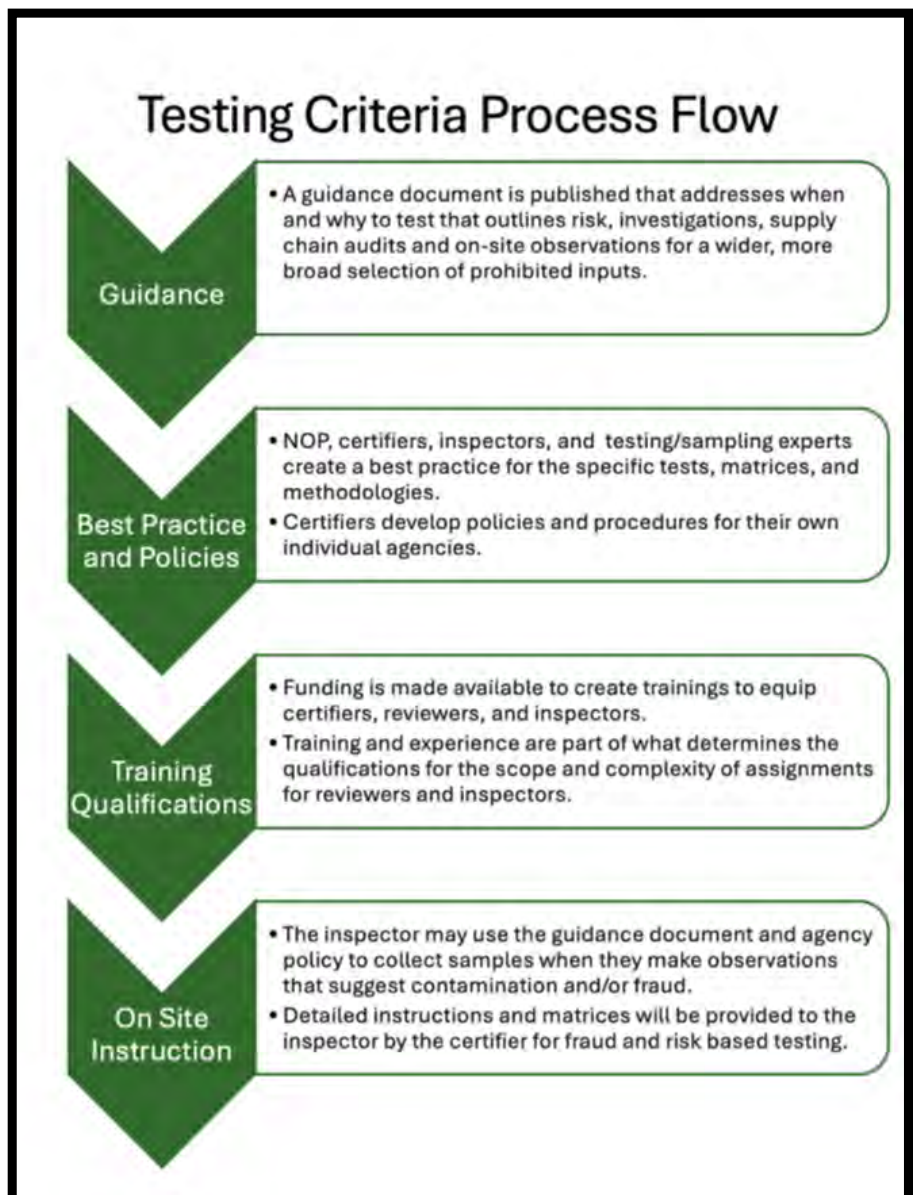 Testing Criteria Process Flow
Guidance
• A guidance document is published that addresses when
and why to test that outlines risk, investigations, supply
chain audits and on-site observations for a wider, more
broad selection of prohibited inputs.
Best Practice
and Policies
• NOP, certifiers, inspectors, and testing/sampling experts
create a best practice for the specific tests, matrices, and
methodologies.
• Certifiers develop policies and procedures for their own
individual agencies.
Training
Qualifications
• Funding is made available to create trainings to equip
certifiers, reviewers, and inspectors.
• Training and experience are part of what determines the
qualifications for the scope and complexity of assignments
for reviewers and inspectors.
On Site
Instruction
• The inspector may use the guidance document and agency
policy to collect samples when they make observations
that suggest contamination and/or fraud.
• Detailed instructions and matrices will be provided to the
inspector by the certifier for fraud and risk based testing.